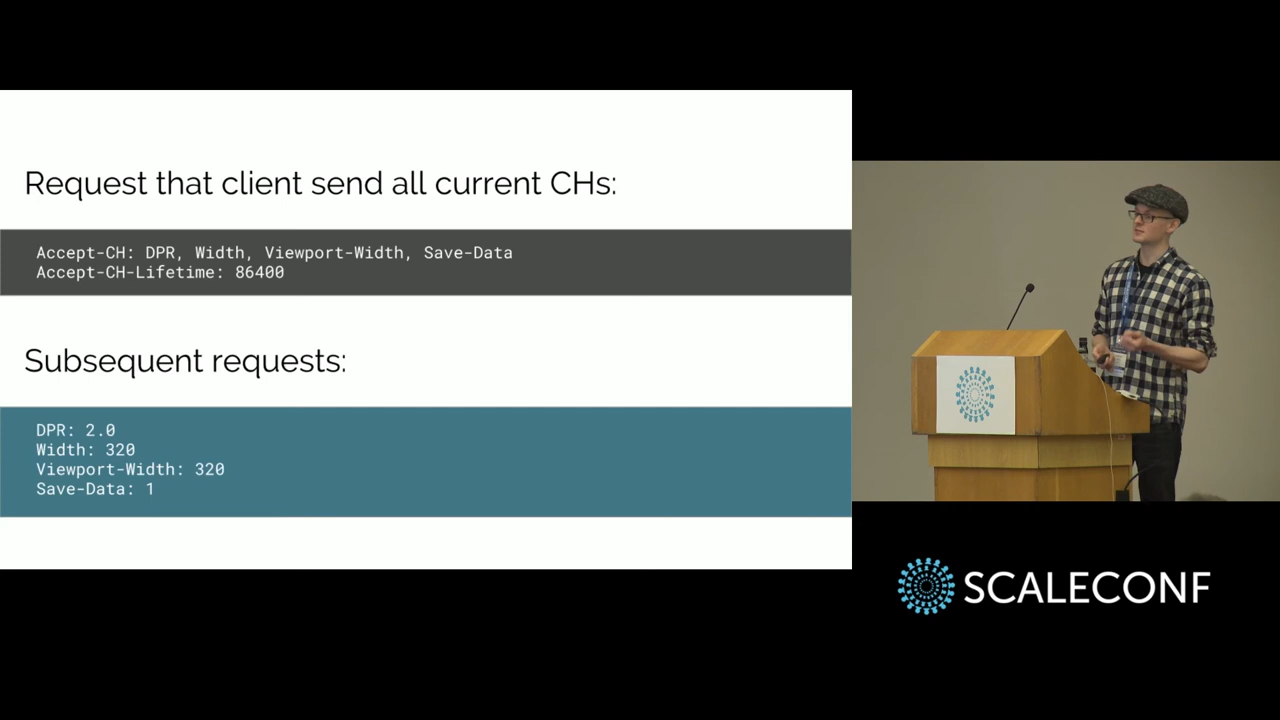 Request that client send all current CHs:
Accept-CH: DPR, Width, Viewport-Width, Save-Data
Accept-CH-Lifetime: 86400
Subsequent requests:
DPR: 2.0
Width: 320
Viewport-Width: 320
Save-Data: 1
SCALECONF